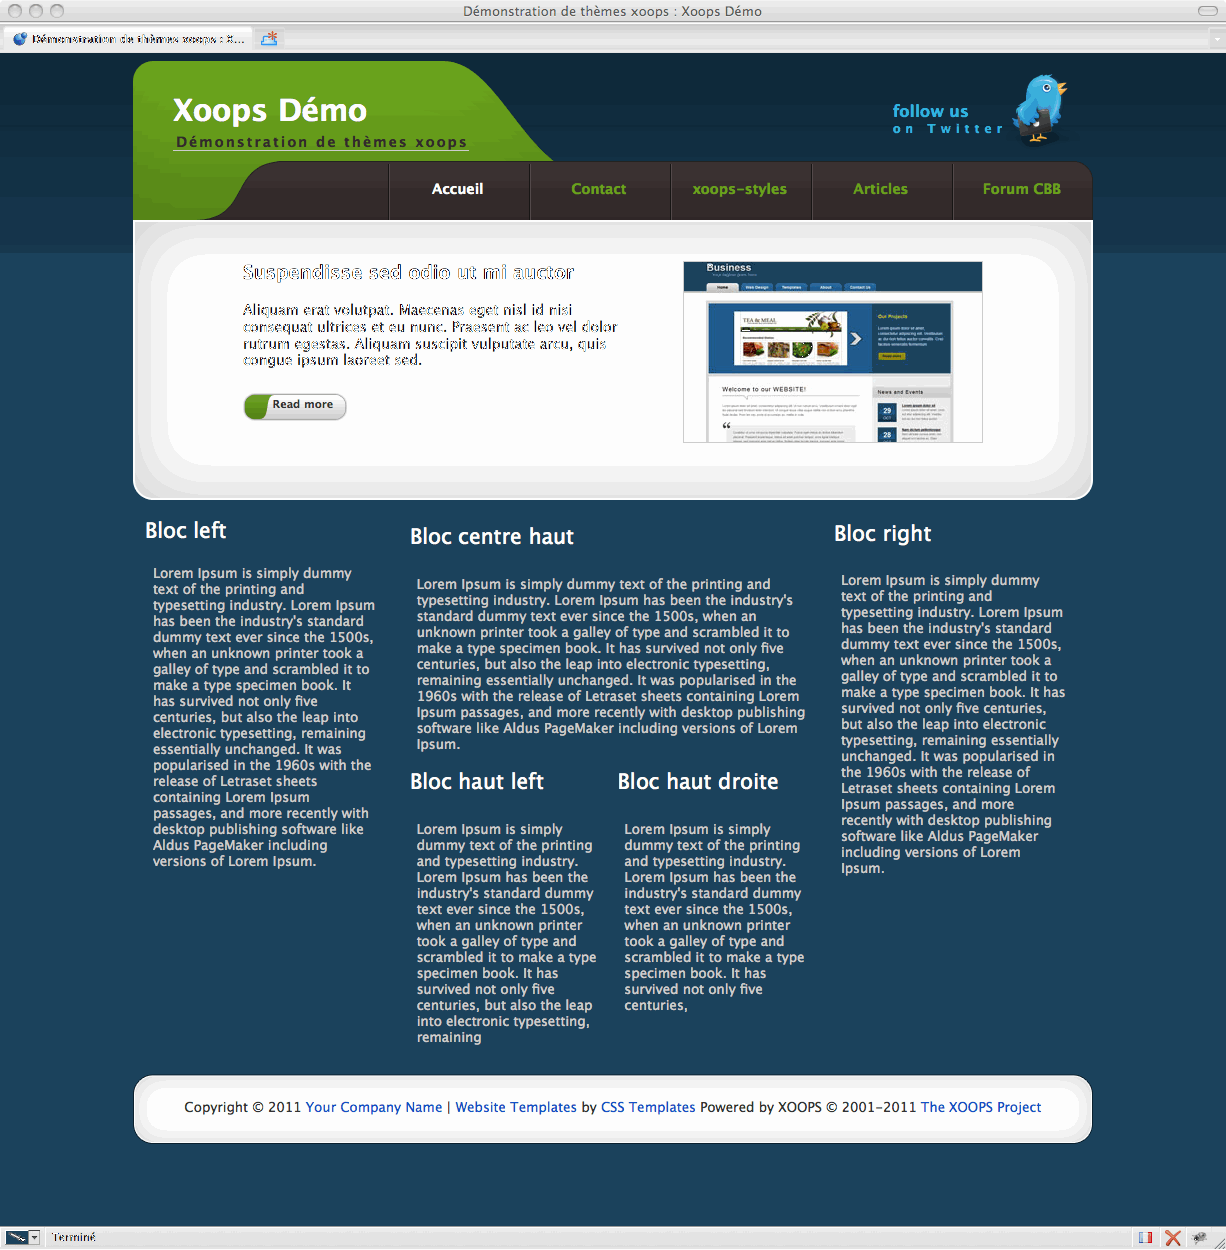 Démonstration de thèmes xoops : Xoops Démo
Démonstration de thèmes xoops : X...
Xoops Démo
Démonstration de thèmes xoops
follow us
on Twitter
Accueil
Contact
xoops-styles
Articles
Forum CBB
Suspendisse sed odio ut mi auctor
Aliquam erat volutpat. Maecenas eget nisl id nisi
consequat ultrices et eu nunc. Praesent ac leo vel dolor
rutrum egestas. Aliquam suscipit vulputate arcu, quis
congue ipsum laoreet sed.
Read more
Business
Home
Web Design
Templates
About
Contact Us
TEA & MEAL
Our Projects
Read more
Welcome to our WEBSITE!
News and Events
29
OCT
28
Bloc left
Lorem Ipsum is simply dummy
text of the printing and
typesetting industry. Lorem Ipsum
has been the industry's standard
dummy text ever since the 1500s,
when an unknown printer took a
galley of type and scrambled it to
make a type specimen book. It
has survived not only five
centuries, but also the leap into
electronic typesetting, remaining
essentially unchanged. It was
popularised in the 1960s with the
release of Letraset sheets
containing Lorem Ipsum
passages, and more recently with
desktop publishing software like
Aldus PageMaker including
versions of Lorem Ipsum.
Bloc centre haut
Lorem Ipsum is simply dummy text of the printing and
typesetting industry. Lorem Ipsum has been the industry's
standard dummy text ever since the 1500s, when an
unknown printer took a galley of type and scrambled it to
make a type specimen book. It has survived not only five
centuries, but also the leap into electronic typesetting,
remaining essentially unchanged. It was popularised in the
1960s with the release of Letraset sheets containing Lorem
Ipsum passages, and more recently with desktop publishing
software like Aldus PageMaker including versions of Lorem
Ipsum.
Bloc haut left
Lorem Ipsum is simply
dummy text of the printing
and typesetting industry.
Lorem Ipsum has been the
industry's standard dummy
text ever since the 1500s,
when an unknown printer
took a galley of type and
scrambled it to make a type
specimen book. It has
survived not only five
centuries, but also the leap
into electronic typesetting,
remaining
Bloc haut droite
Lorem Ipsum is simply
dummy text of the printing
and typesetting industry.
Lorem Ipsum has been the
industry's standard dummy
text ever since the 1500s,
when an unknown printer
took a galley of type and
scrambled it to make a type
specimen book. It has
survived not only five
centuries,
Bloc right
Lorem Ipsum is simply dummy
text of the printing and
typesetting industry. Lorem Ipsum
has been the industry's standard
dummy text ever since the 1500s,
when an unknown printer took a
galley of type and scrambled it to
make a type specimen book. It has
survived not only five centuries,
but also the leap into electronic
typesetting, remaining essentially
unchanged. It was popularised in
the 1960s with the release of
Letraset sheets containing Lorem
Ipsum passages, and more
recently with desktop publishing
software like Aldus PageMaker
including versions of Lorem
Ipsum.
Copyright © 2011 Your Company Name | Website Templates by CSS Templates Powered by XOOPS © 2001-2011 The XOOPS Project
Terminé